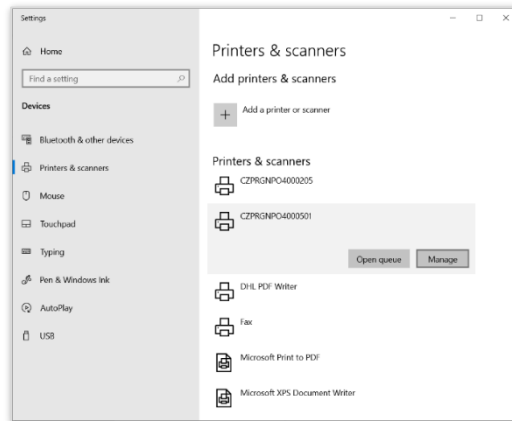 Settings
Home
Find a setting
Devices
Bluetooth & other devices
Printers & scanners
Mouse
Touchpad
Typing
Pen & Windows Ink
AutoPlay
USB
Printers & scanners
Add printers & scanners
Add a printer or scanner
Printers & scanners
CZPRGNPO4000205
CZPRGNPO4000501
Open queue Manage
DHL PDF Writer
Fax
Microsoft Print to PDF
Microsoft XPS Document Writer